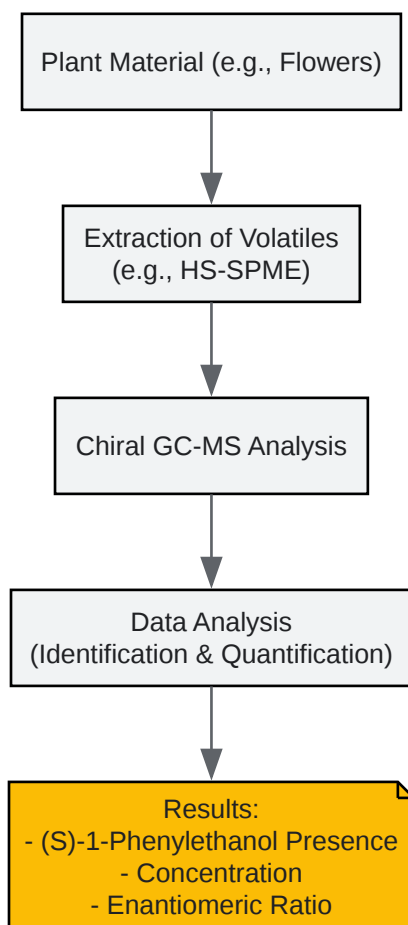 Plant Material (e.g., Flowers)
Extraction of Volatiles
(e.g., HS-SPME)
Chiral GC-MS Analysis
Data Analysis
(Identification & Quantification)
Results:
- (S)-1-Phenylethanol Presence
- Concentration
- Enantiomeric Ratio